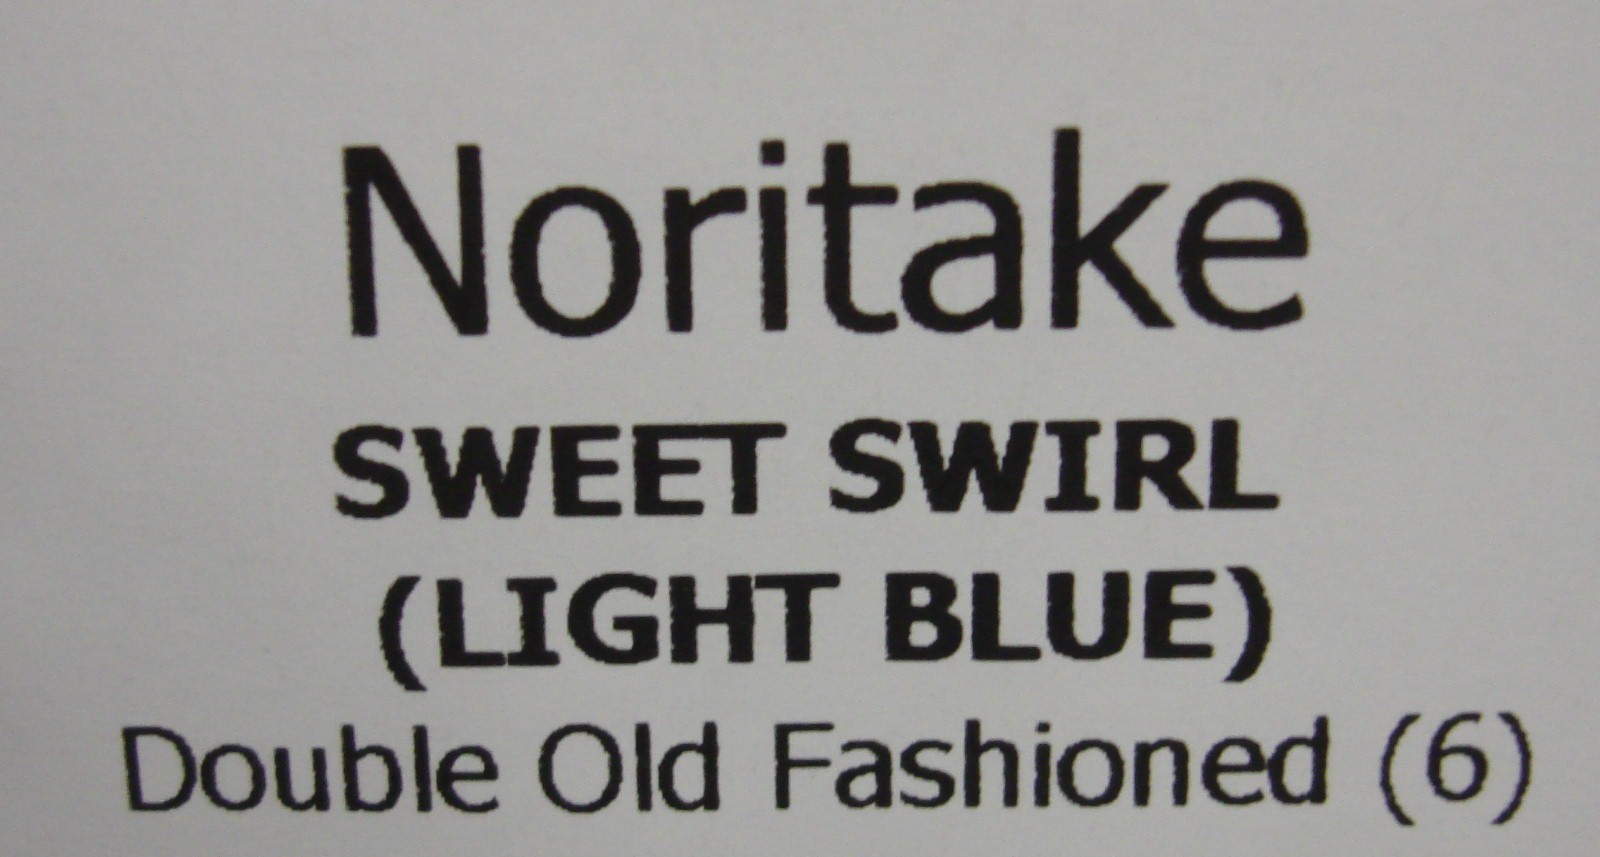 Noritake
SWEET SWIRL
(LIGHT BLUE)
Double Old Fashioned (6)